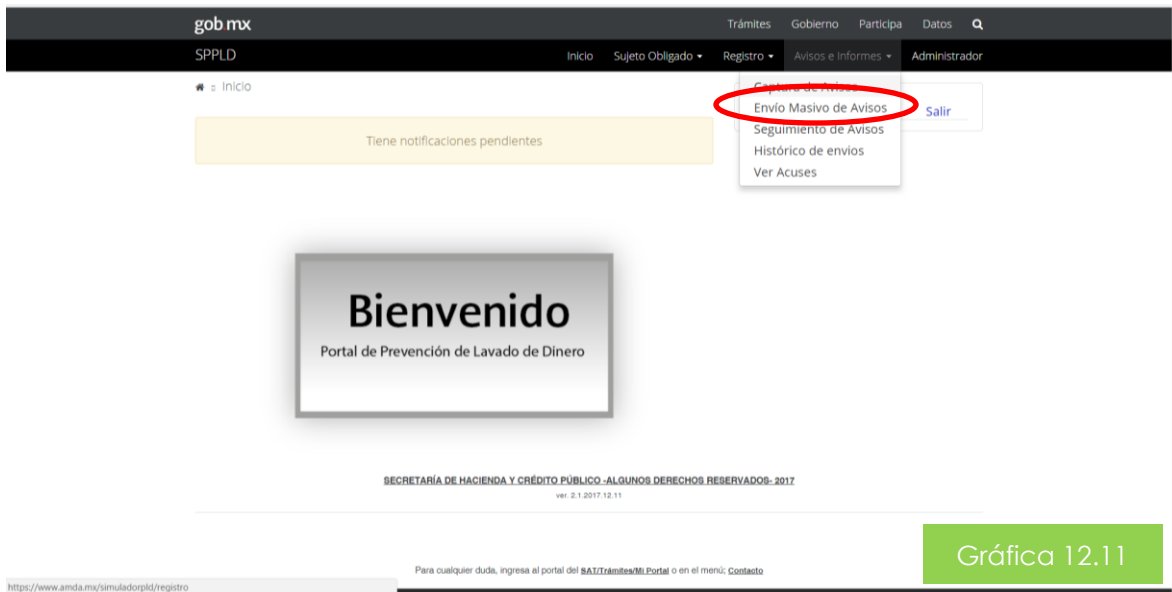 gob.mx
Trámites Gobierno Participa Datos
SPPLD
Inicio Sujeto Obligado Registro Avisos e Informes Administrador
Inicio
Captura de Avisos
Envío Masivo de Avisos
Salir
Seguimiento de Avisos
Tiene notificaciones pendientes
Histórico de envios
Ver Acuses
Bienvenido
Portal de Prevención de Lavado de Dinero
SECRETARÍA DE HACIENDA Y CRÉDITO PÚBLICO -ALGUNOS DERECHOS RESERVADOS- 2017
ver. 2.1.2017.12.11
Gráfica 12.11
Para cualquier duda, ingresa al portal del SAT/Trámites/Mi Portal o en el menú; Contacto
https://www.amda.mx/simuladorpld/registro